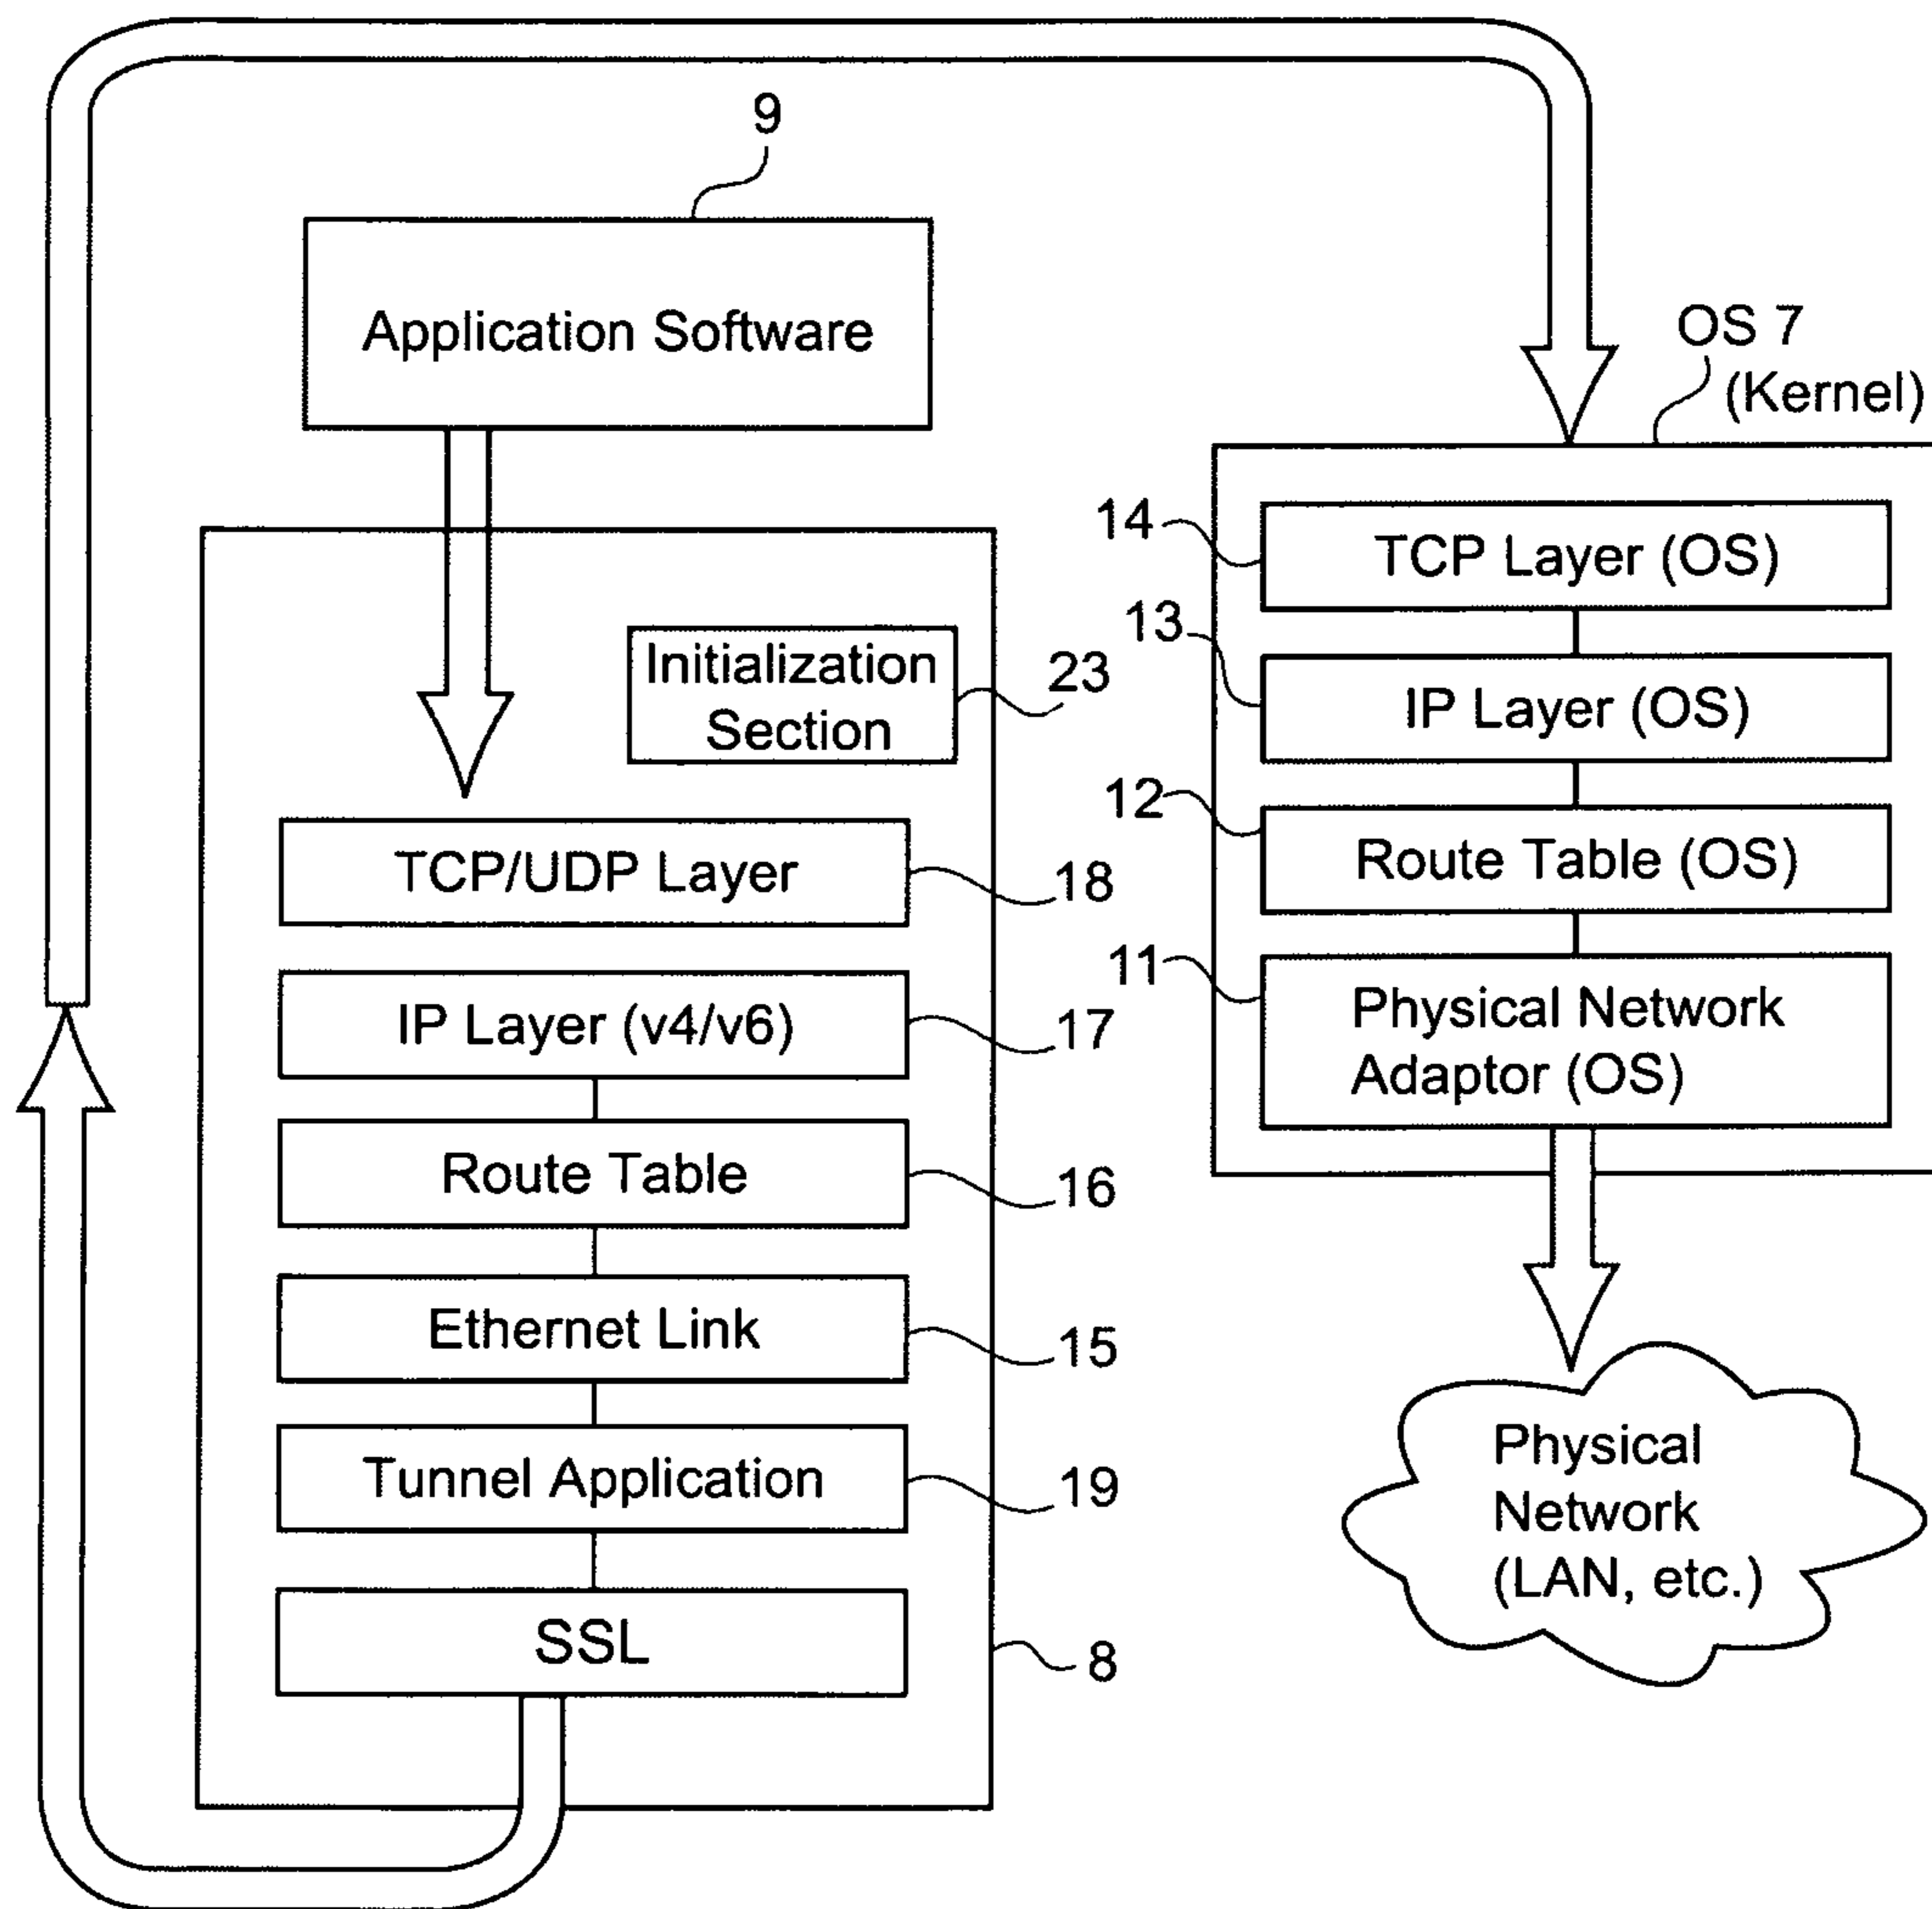 9
Application Software
OS 7
(Kernel)
14
TCP Layer (OS)
13
IP Layer (OS)
12
Route Table (OS)
11
Physical Network
Adaptor (OS)
Initialization
Section
23
TCP/UDP Layer
18
IP Layer (v4/v6)
17
Route Table
16
Ethernet Link
15
Tunnel Application
19
SSL
8
Physical
Network
(LAN, etc.)